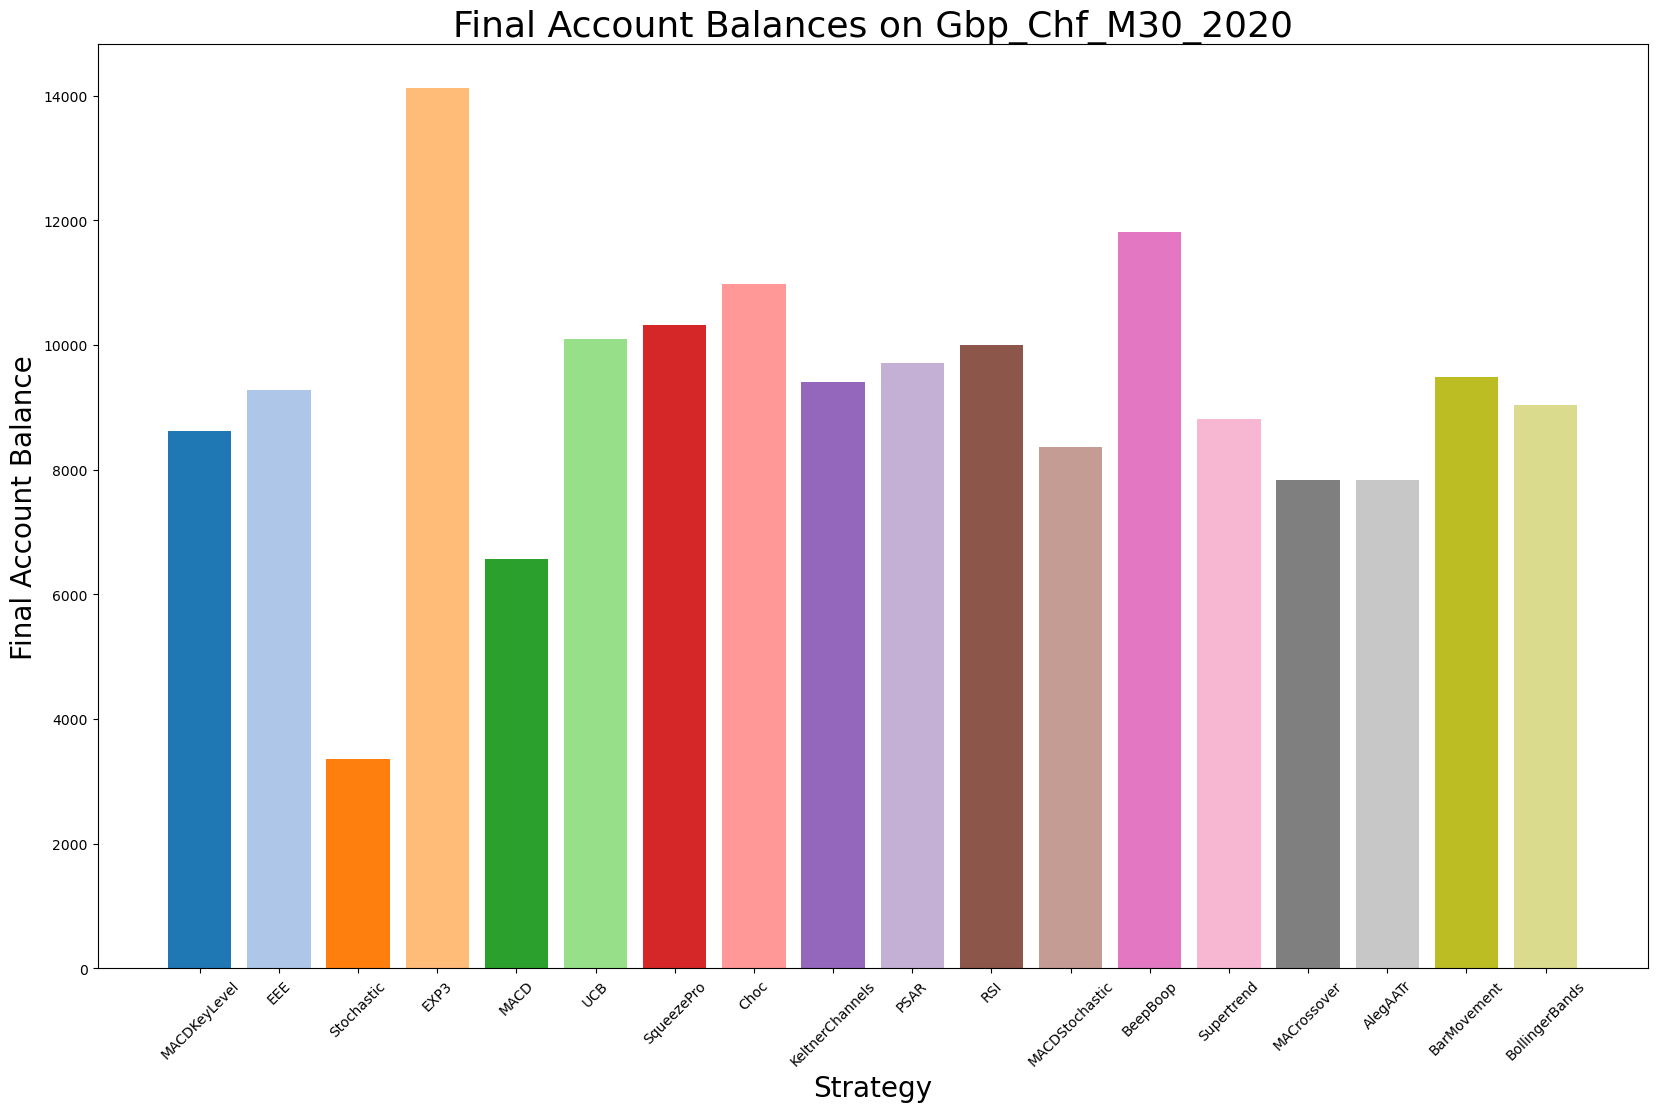 Final Account Balances on Gbp_Chf_M30_2020
Final Account Balance
14000
12000
10000
8000
6000
4000
2000
0
MACDKeyLevel
EEE
Stochastic
EXP3
MACD
UCB
SqueezePro
Choc
KeltnerChannels
PSAR
RSI
MACDStochastic
BeepBoop
Supertrend
MACrossover
AlegAATr
BarMovement
BollingerBands
Strategy